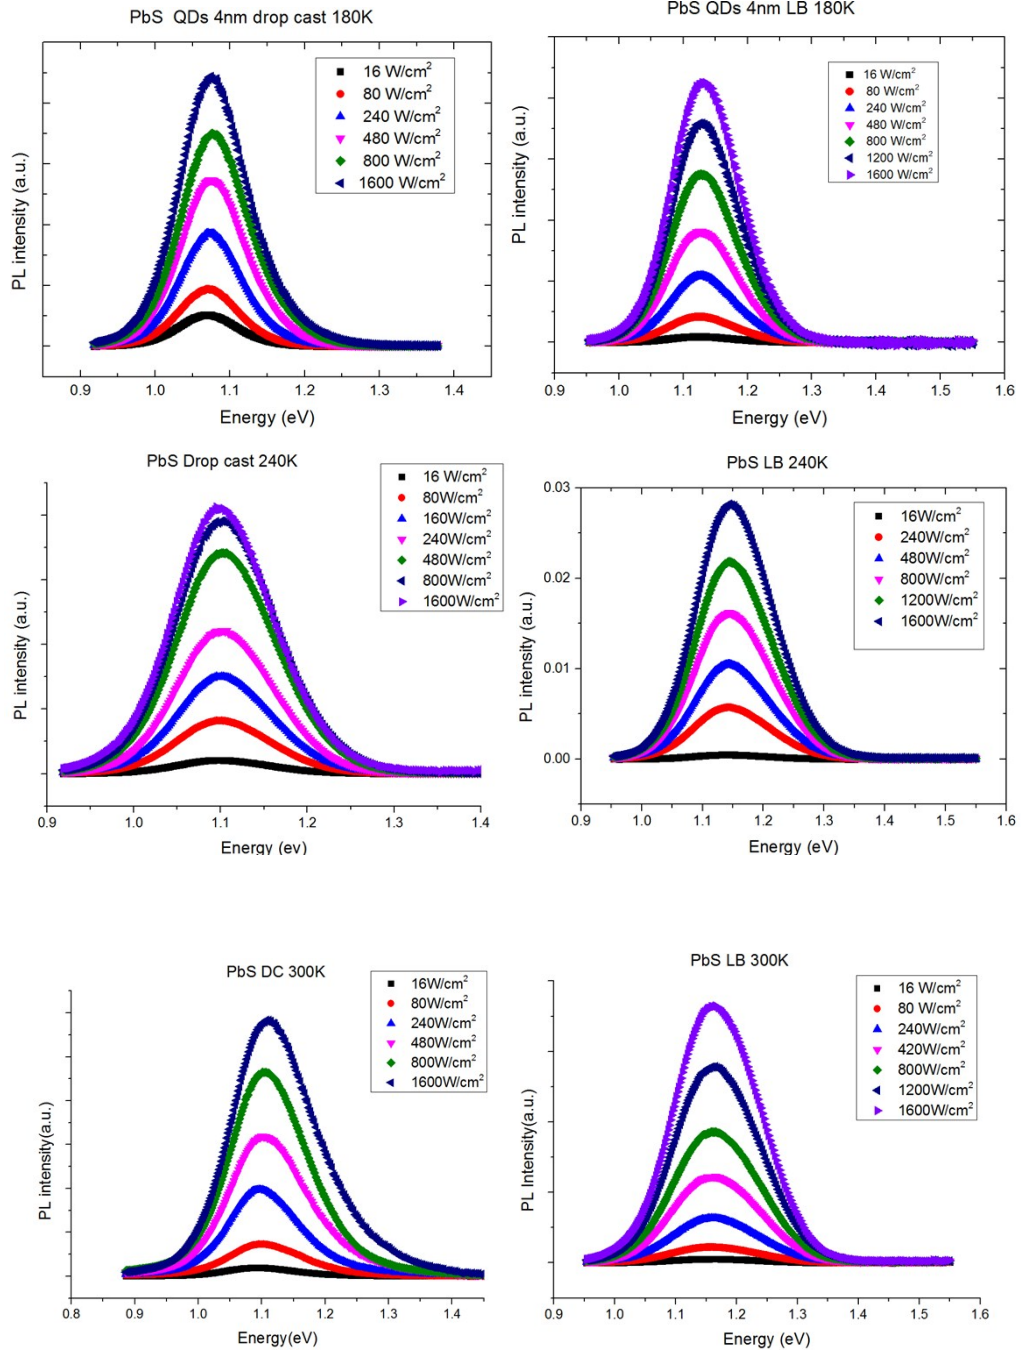 PbS QDs 4nm drop cast 180K
16 W/cm²
80 W/cm²
240 W/cm²
480 W/cm²
800 W/cm²
1600 W/cm²
PL intensity (a.u.)
0.9 1.0 1.1 1.2 1.3 1.4
Energy (eV)
PbS QDs 4nm LB 180K
16 W/cm²
80 W/cm²
240 W/cm²
480 W/cm²
800 W/cm²
1200 W/cm²
1600 W/cm²
PL intensity (a.u.)
1.0 1.1 1.2 1.3 1.4 1.5 1.6
Energy (eV)
PbS Drop cast 240K
16 W/cm²
80W/cm²
160W/cm²
240W/cm²
480W/cm²
800W/cm²
1600W/cm²
PL intensity (a.u.)
0.9 1.0 1.1 1.2 1.3 1.4
Energy (ev)
PbS LB 240K
16W/cm²
240W/cm²
480W/cm²
800W/cm²
1200W/cm²
1600W/cm²
PL intensity (a.u.)
0.03
0.02
0.01
0.00
1.0 1.1 1.2 1.3 1.4 1.5 1.6
Energy (eV)
PbS DC 300K
16W/cm²
80W/cm²
240W/cm²
480W/cm²
800W/cm²
1600W/cm²
PL intensity(a.u.)
0.8 0.9 1.0 1.1 1.2 1.3 1.4
Energy(eV)
PbS LB 300K
16 W/cm²
80 W/cm²
240W/cm²
420W/cm²
800W/cm²
1200W/cm²
1600W/cm²
PL Intensity (a.u.)
1.0 1.1 1.2 1.3 1.4 1.5 1.6
Energy (eV)